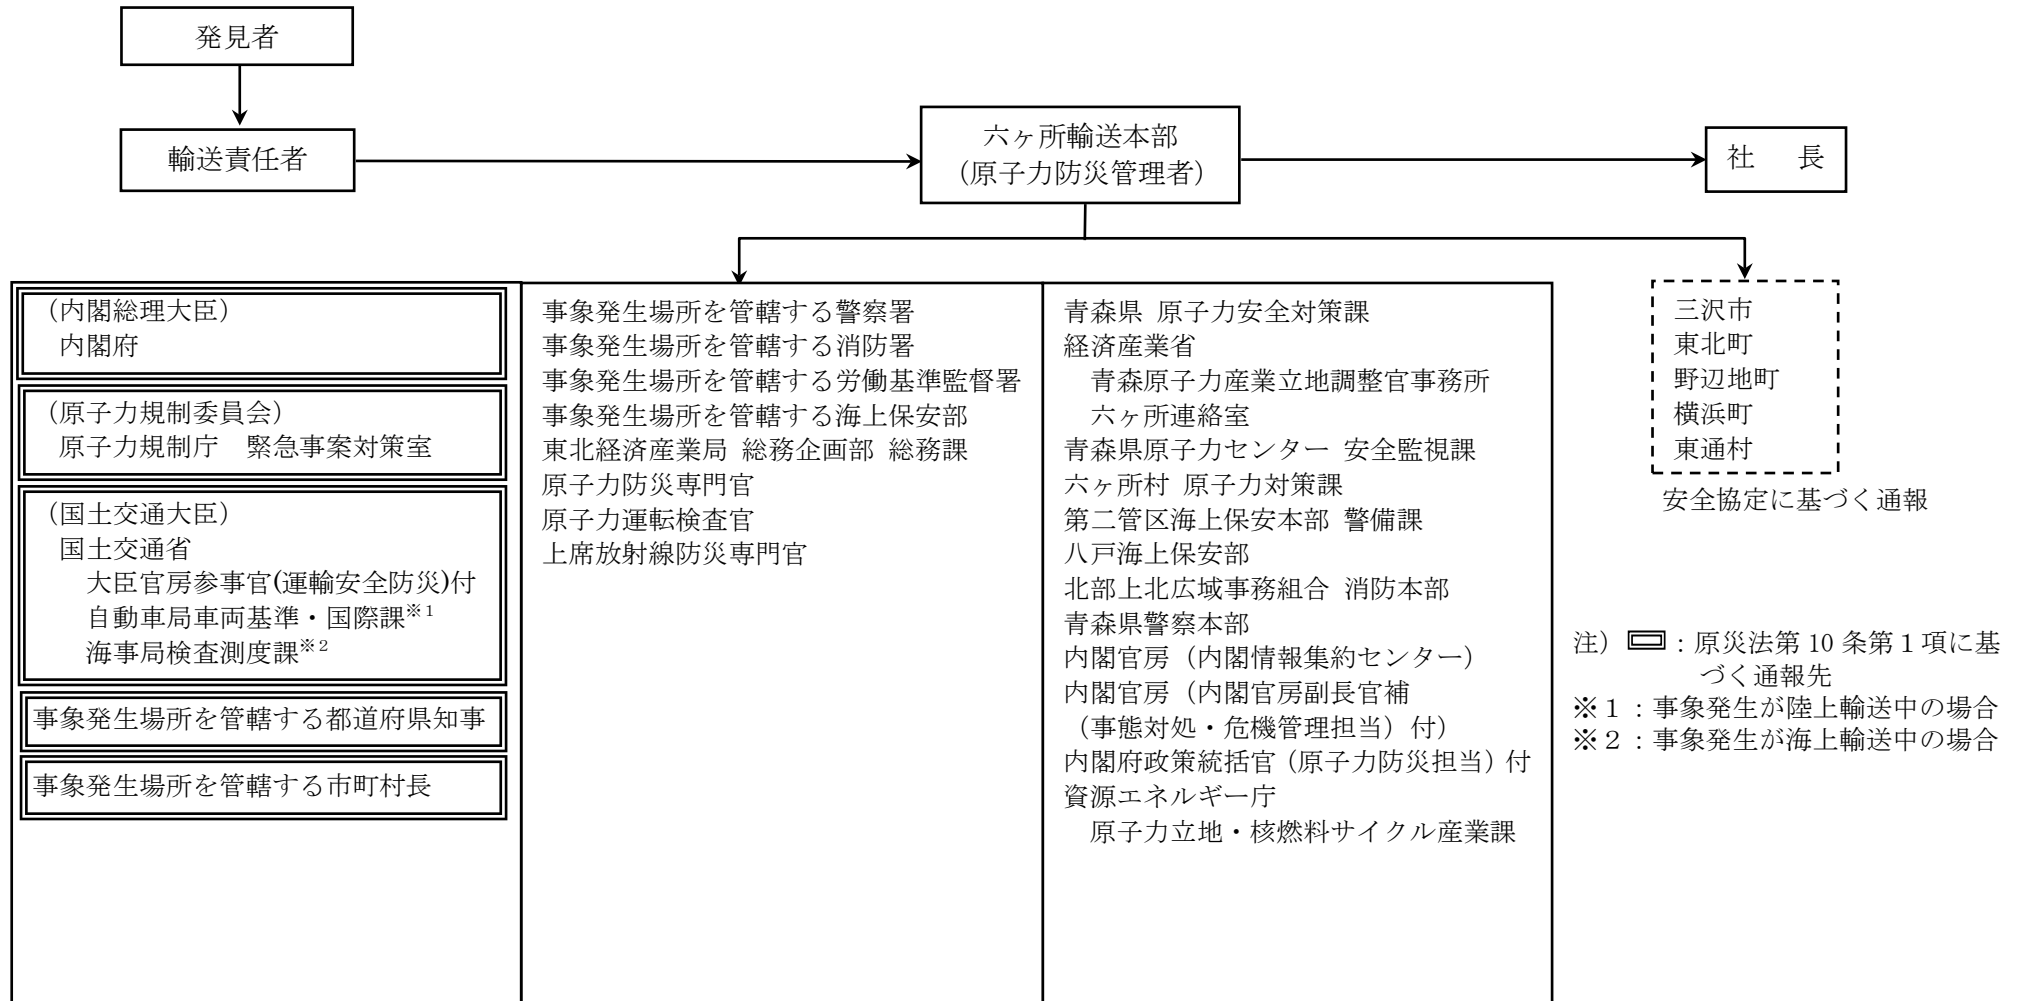 発見者
輸送責任者
六ヶ所輸送本部
（原子力防災管理者）
社　長
（内閣総理大臣）
内閣府
（原子力規制委員会）
原子力規制庁　緊急事案対策室
（国土交通大臣）
国土交通省
大臣官房参事官(運輸安全防災)付
自動車局車両基準・国際課※1
海事局検査測度課※2
事象発生場所を管轄する都道府県知事
事象発生場所を管轄する市町村長
事象発生場所を管轄する警察署
事象発生場所を管轄する消防署
事象発生場所を管轄する労働基準監督署
事象発生場所を管轄する海上保安部
東北経済産業局 総務企画部 総務課
原子力防災専門官
原子力運転検査官
上席放射線防災専門官
青森県 原子力安全対策課
経済産業省
青森原子力産業立地調整官事務所
六ヶ所連絡室
青森県原子力センター 安全監視課
六ヶ所村 原子力対策課
第二管区海上保安本部 警備課
八戸海上保安部
北部上北広域事務組合 消防本部
青森県警察本部
内閣官房（内閣情報集約センター）
内閣官房（内閣官房副長官補
（事態対処・危機管理担当）付）
内閣府政策統括官（原子力防災担当）付
資源エネルギー庁
原子力立地・核燃料サイクル産業課
三沢市
東北町
野辺地町
横浜町
東通村
安全協定に基づく通報
注）：原災法第 10 条第１項に基
づく通報先
※１：事象発生が陸上輸送中の場合
※２：事象発生が海上輸送中の場合